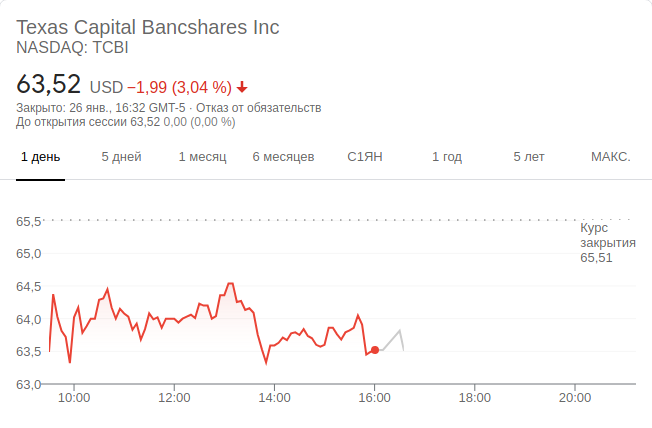 Texas Capital Bancshares Inc
NASDAQ: TCBI
63,52 USD −1,99 (3,04 %)
Закрыто: 26 янв., 16:32 GMT-5 · Отказ от обязательств
До открытия сессии 63,52 0,00 (0,00 %)
1 день 5 дней 1 месяц 6 месяцев С1ЯН 1 год 5 лет МАКС.
65,5
Курс
закрытия
65,51
65,0
64,5
64,0
63,5
63,0
10:00 12:00 14:00 16:00 18:00 20:00